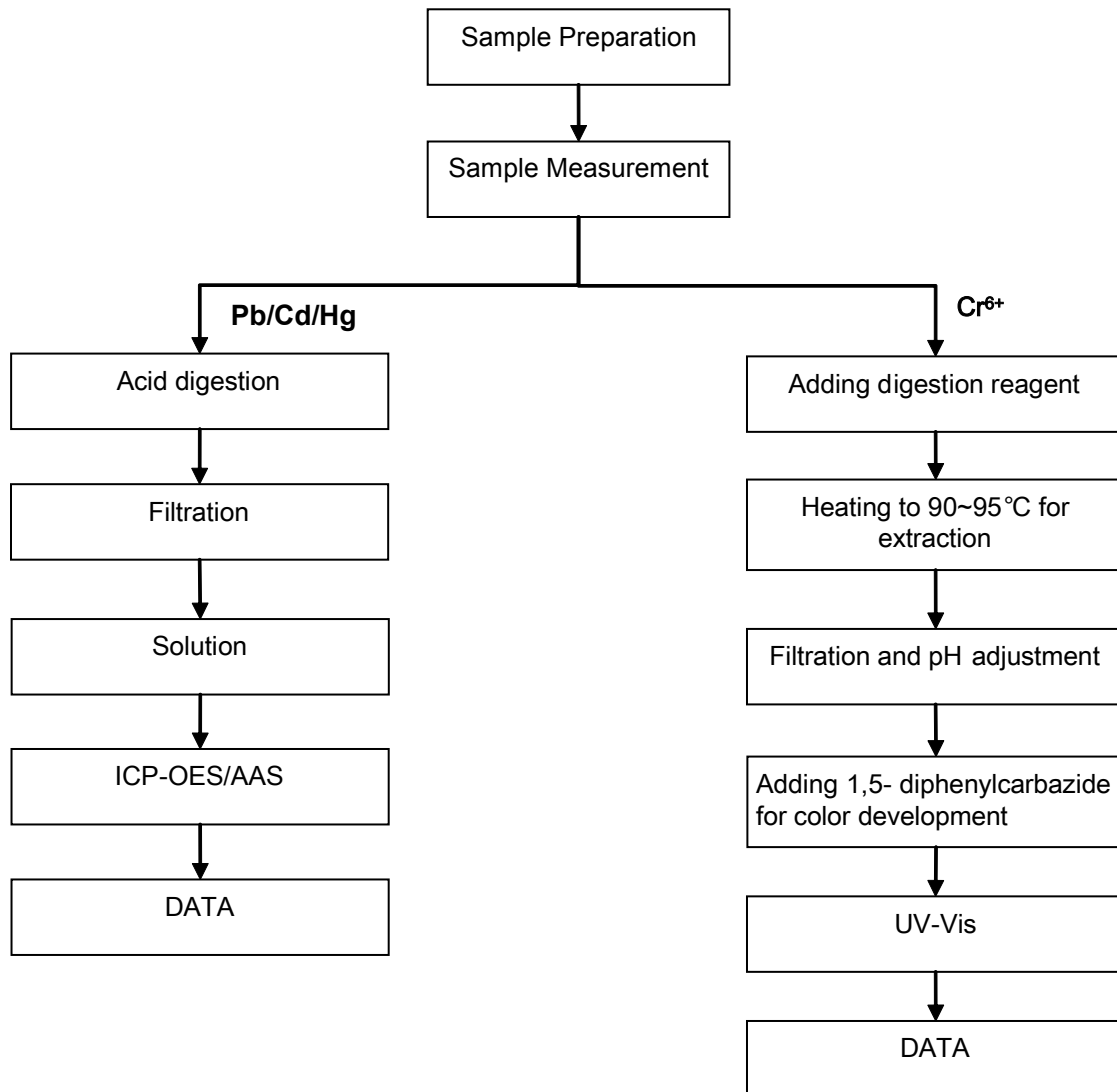 Sample Preparation
Sample Measurement
Pb/Cd/Hg
Acid digestion
Filtration
Solution
ICP-OES/AAS
DATA
Cr⁶⁺
Adding digestion reagent
Heating to 90~95°C for
extraction
Filtration and pH adjustment
Adding 1,5- diphenylcarbazide
for color development
UV-Vis
DATA